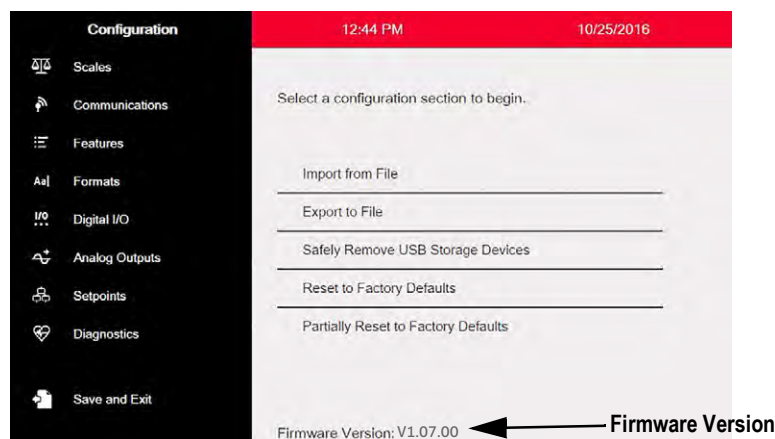 Configuration
12:44 PM
10/25/2016
Scales
Communications
Features
Aa
Formats
I/O
Digital I/O
Analog Outputs
Setpoints
Diagnostics
Save and Exit
Select a configuration section to begin.
Import from File
Export to File
Safely Remove USB Storage Devices
Reset to Factory Defaults
Partially Reset to Factory Defaults
Firmware Version: V1.07.00
Firmware Version